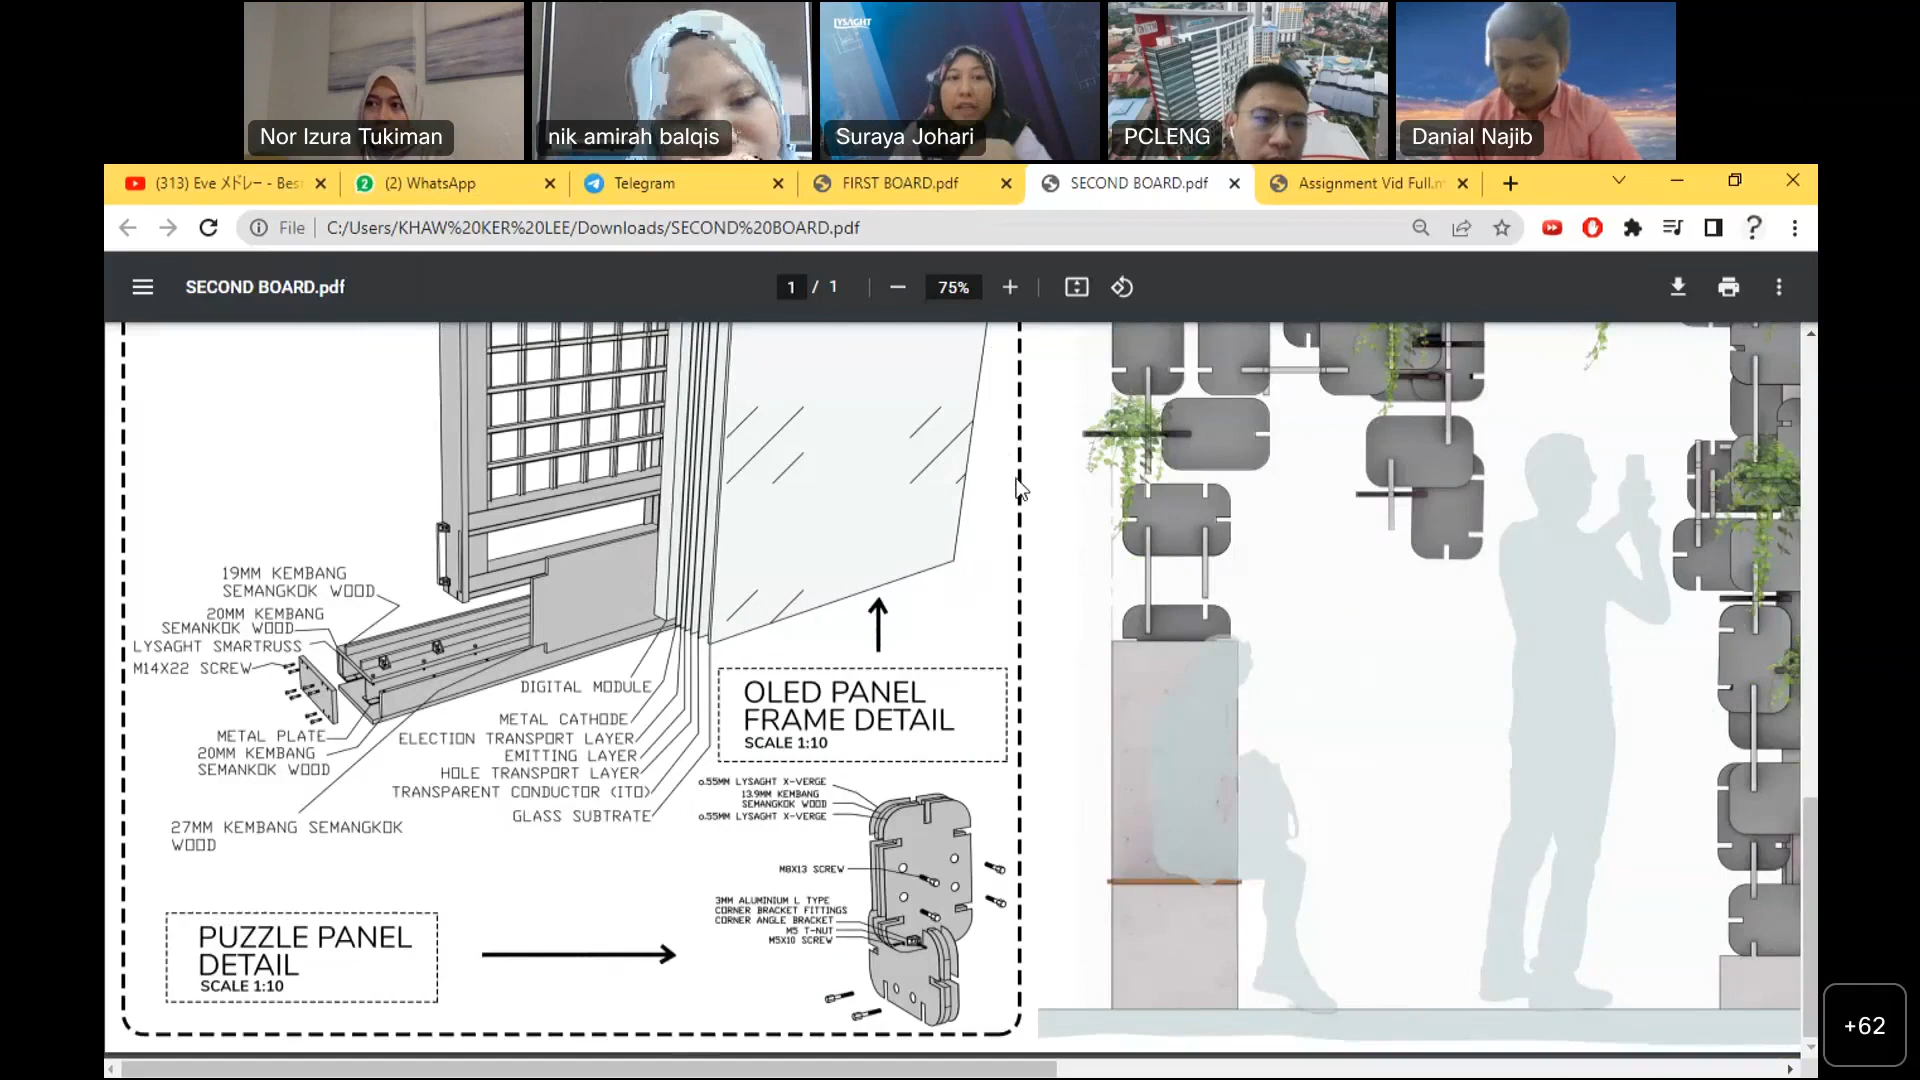 LYSAGHT
Nor Izura Tukiman
nik amirah balqis
Suraya Johari
PCLENG
Danial Najib
(313) Eve メドレー - Bes
(2) WhatsApp
Telegram
FIRST BOARD.pdf
SECOND BOARD.pdf
Assignment Vid Full.m
File
C:/Users/KHAW%20KER%20LEE/Downloads/SECOND%20BOARD.pdf
SECOND BOARD.pdf
1 / 1
75%
19MM KEMBANG
SEMANGKOK WOOD
20MM KEMBANG
SEMANKOK WOOD
LYSAGHT SMARTRUSS
M14X22 SCREW
METAL PLATE
20MM KEMBANG
SEMANKOK WOOD
27MM KEMBANG SEMANGKOK
WOOD
DIGITAL MODULE
METAL CATHODE
ELECTION TRANSPORT LAYER
EMITTING LAYER
HOLE TRANSPORT LAYER
TRANSPARENT CONDUCTOR (ITO)
GLASS SUBTRATE
OLED PANEL
FRAME DETAIL
SCALE 1:10
0.55MM LYSAGHT X-VERGE
13.9MM KEMBANG
SEMANGKOK WOOD
0.55MM LYSAGHT X-VERGE
M8X13 SCREW
3MM ALUMINIUM L TYPE
CORNER BRACKET FITTINGS
CORNER ANGLE BRACKET
M5 T-NUT
M5X10 SCREW
PUZZLE PANEL
DETAIL
SCALE 1:10
+62